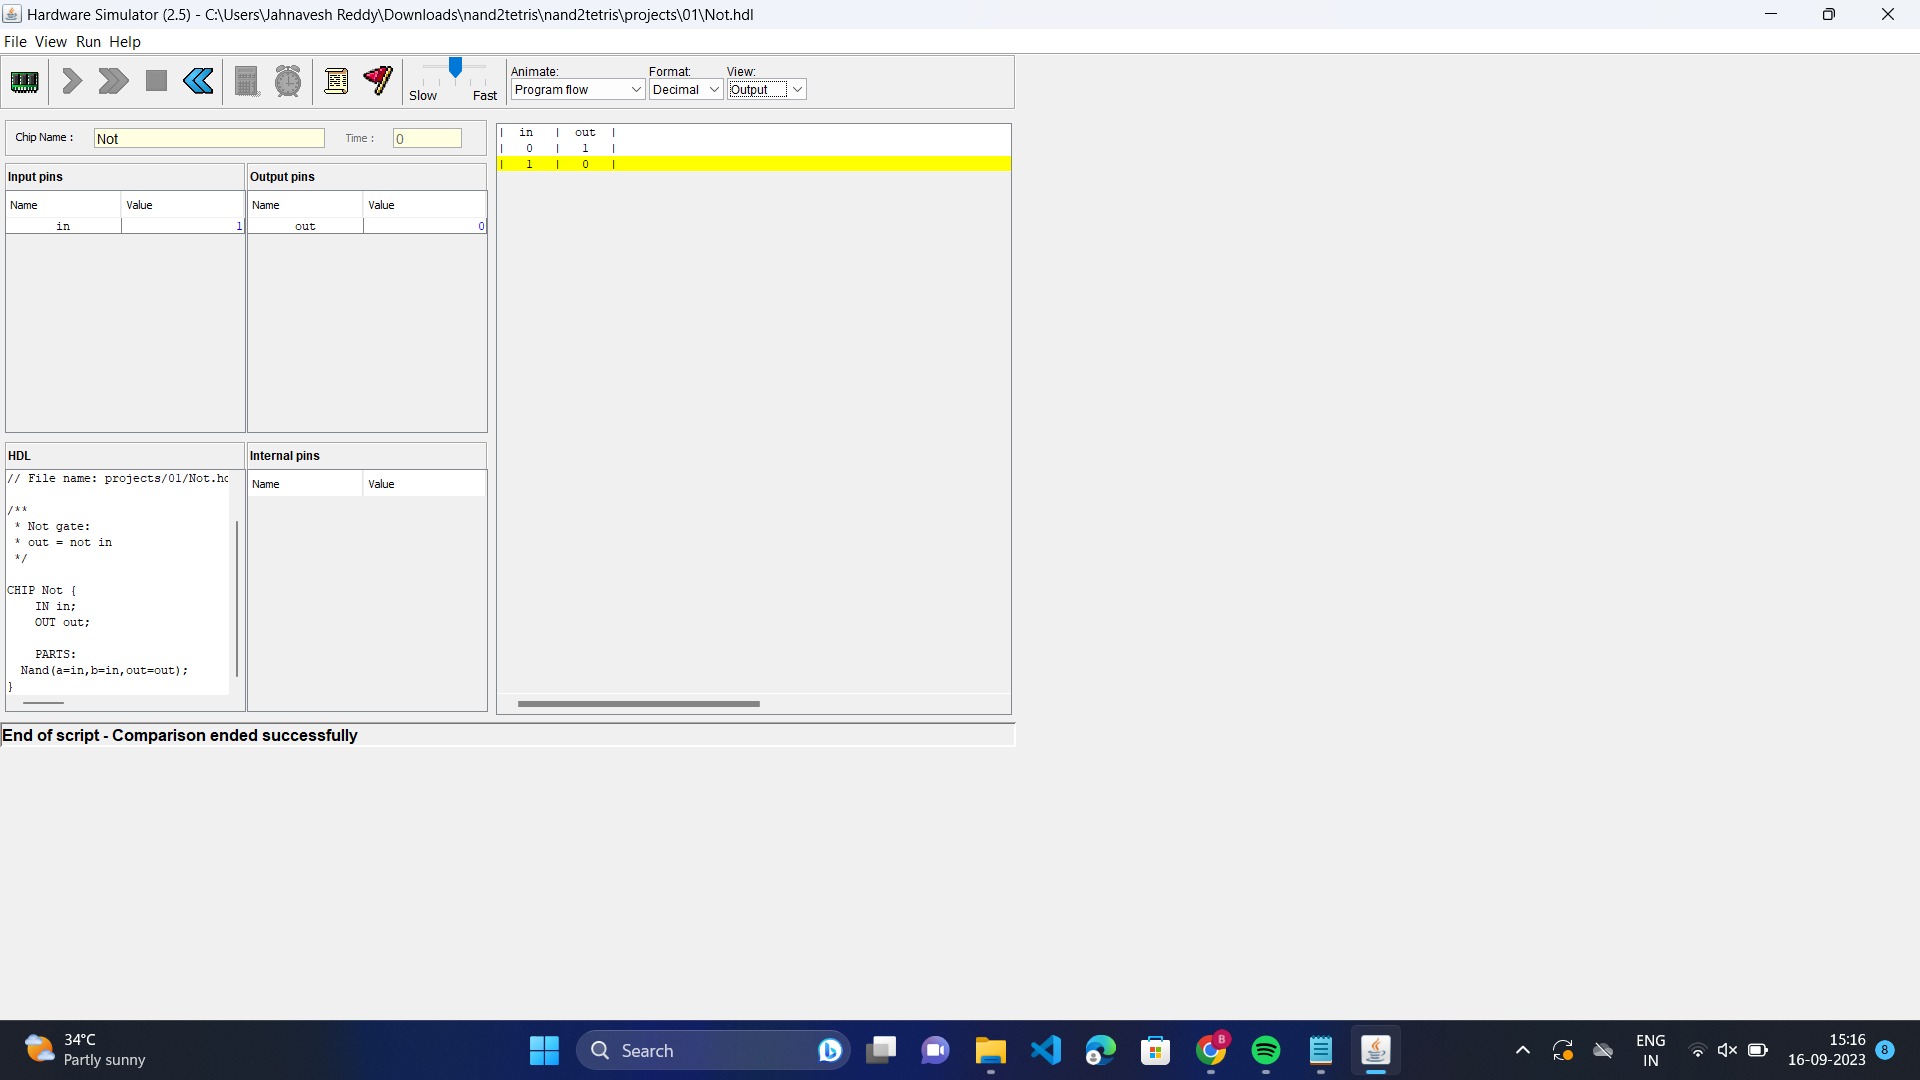 Hardware Simulator (2.5) - C:\Users\Jahnavesh Reddy\Downloads\nand2tetris\nand2tetris\projects\01\Not.hdl
File View Run Help
Slow Fast
Animate: Format: View:
Program flow Decimal Output
Chip Name : Not Time : 0
Input pins
Name Value
in 1
Output pins
Name Value
out 0
| in | out |
| 0 | 1 |
| 1 | 0 |
HDL
// File name: projects/01/Not.hd
/**
* Not gate:
* out = not in
*/
CHIP Not {
IN in;
OUT out;
PARTS:
Nand(a=in,b=in,out=out);
}
Internal pins
Name Value
End of script - Comparison ended successfully
34°C
Partly sunny
Search
B
ENG
IN
15:16
16-09-2023
8